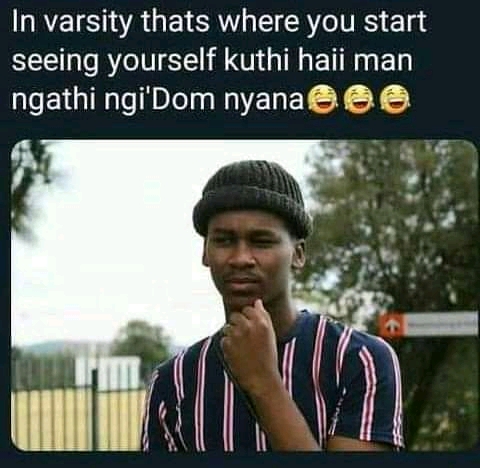 In varsity thats where you start
seeing yourself kuthi haii man
ngathi ngi'Dom nyana😂😂😂